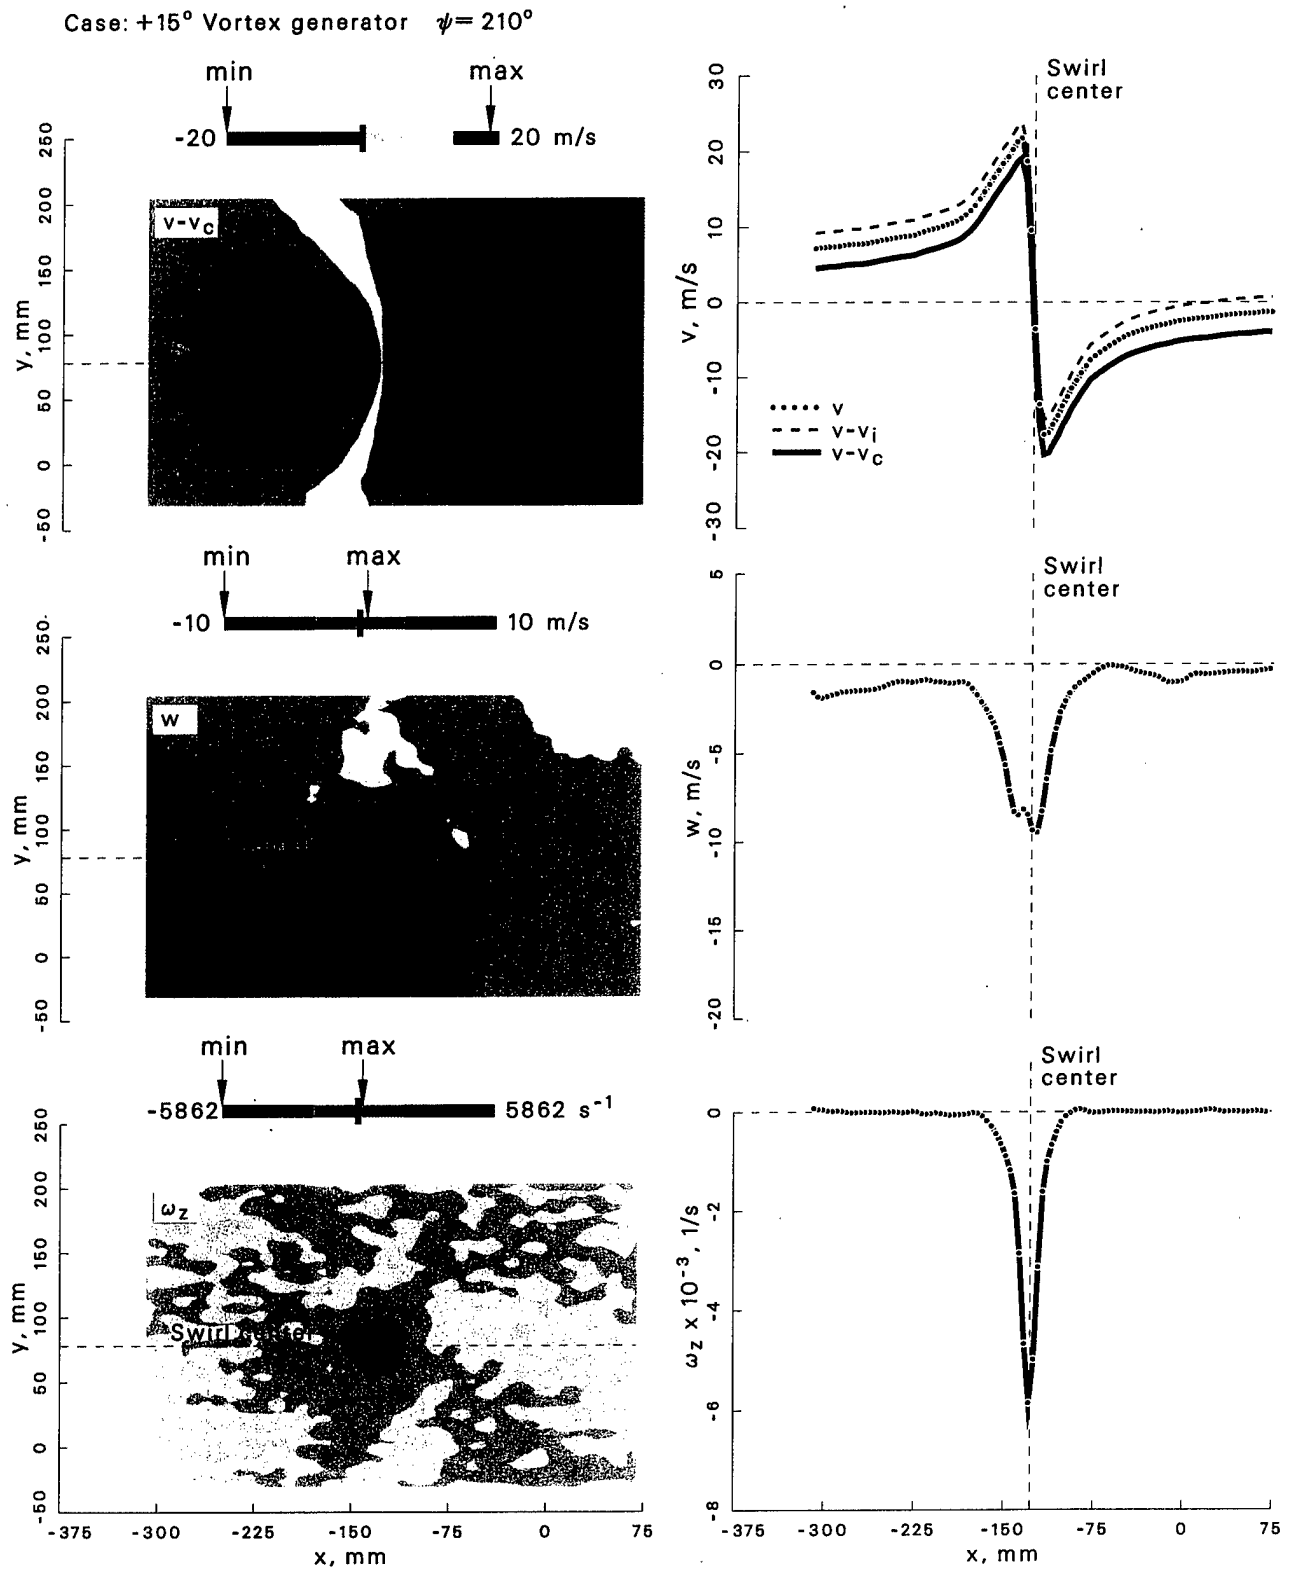 Case: +15° Vortex generator ψ= 210°
min max
-20 20 m/s
250
200
150
100
50
0
-50
y, mm
v-vc
Swirl
center
30
20
10
0
-10
-20
-30
v, m/s
v
v-vi
v-vc
min max
-10 10 m/s
250
200
150
100
50
0
-50
y, mm
w
Swirl
center
5
0
-5
-10
-15
-20
w, m/s
min max
-5862 5862 s-1
250
200
150
100
50
0
-50
y, mm
ωz
Swirl center
-375 -300 -225 -150 -75 0 75
x, mm
Swirl
center
0
-2
-4
-6
-8
ωz x 10-3, 1/s
-375 -300 -225 -150 -75 0 75
x, mm